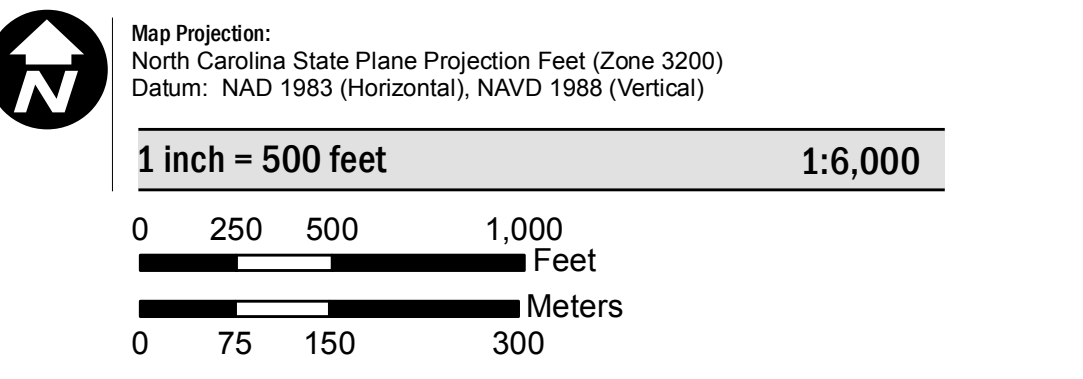 N
Map Projection:
North Carolina State Plane Projection Feet (Zone 3200)
Datum: NAD 1983 (Horizontal), NAVD 1988 (Vertical)
1 inch = 500 feet 1:6,000
0 250 500 1,000
Feet
Meters
0 75 150 300